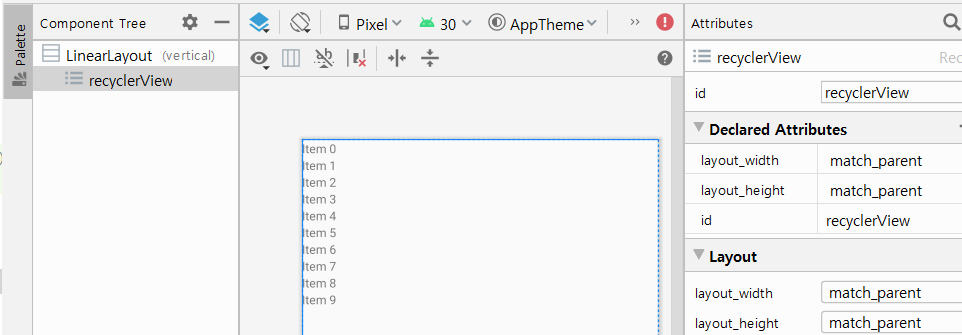 Palette
Component Tree
LinearLayout (vertical)
recyclerView
Pixel
30
AppTheme
ab
Item 0
Item 1
Item 2
Item 3
Item 4
Item 5
Item 6
Item 7
Item 8
Item 9
Attributes
recyclerView Rec
id recyclerView
Declared Attributes
layout_width match_parent
layout_height match_parent
id recyclerView
Layout
layout_width match_parent
layout_height match_parent